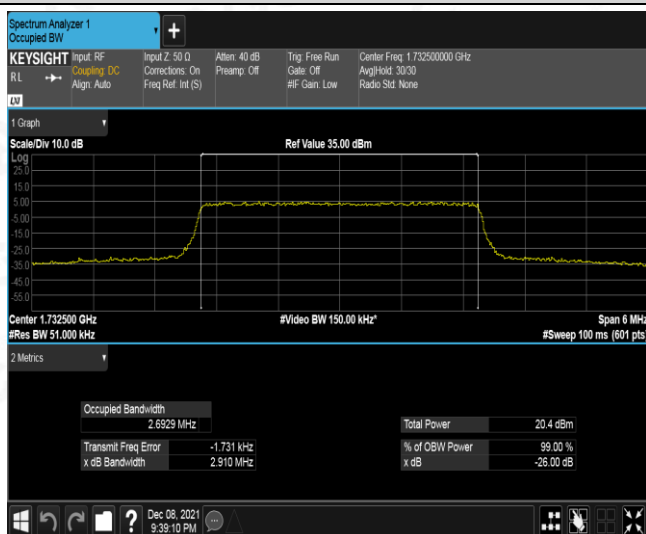 Spectrum Analyzer 1
Occupied BW
+
KEYSIGHT
R L
LXI
Input: RF
Coupling: DC
Align: Auto
Input Z: 50 Ω
Corrections: On
Freq Ref: Int (S)
Atten: 40 dB
Preamp: Off
Trig: Free Run
Gate: Off
#IF Gain: Low
Center Freq: 1.732500000 GHz
Avg|Hold: 30/30
Radio Std: None
1 Graph
Scale/Div 10.0 dB
Ref Value 35.00 dBm
Log
25.0
15.0
5.00
-5.00
-15.0
-25.0
-35.0
-45.0
-55.0
Center 1.732500 GHz
#Video BW 150.00 kHz*
Span 6 MHz
#Res BW 51.000 kHz
#Sweep 100 ms (601 pts)
2 Metrics
Occupied Bandwidth
2.6929 MHz
Total Power 20.4 dBm
Transmit Freq Error -1.731 kHz
% of OBW Power 99.00 %
x dB Bandwidth 2.910 MHz
x dB -26.00 dB
?
Dec 08, 2021
9:39:10 PM